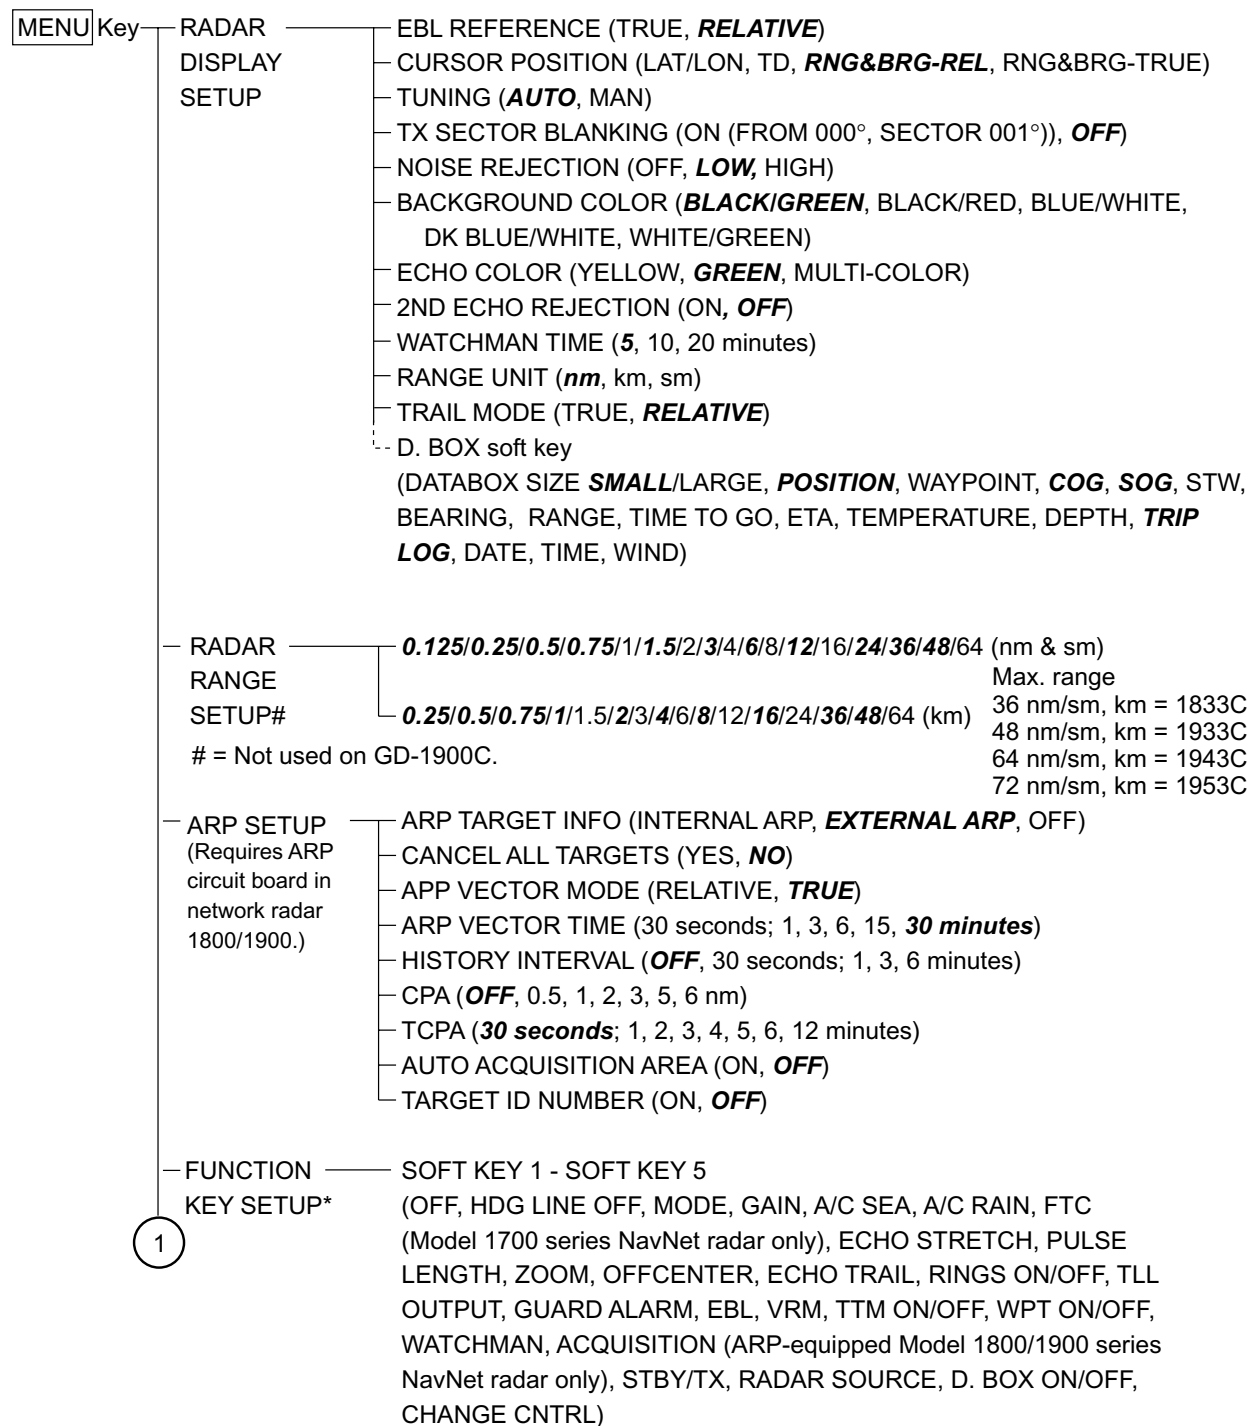 MENU Key
RADAR
DISPLAY
SETUP
EBL REFERENCE (TRUE, RELATIVE)
CURSOR POSITION (LAT/LON, TD, RNG&BRG-REL, RNG&BRG-TRUE)
TUNING (AUTO, MAN)
TX SECTOR BLANKING (ON (FROM 000°, SECTOR 001°)), OFF)
NOISE REJECTION (OFF, LOW, HIGH)
BACKGROUND COLOR (BLACK/GREEN, BLACK/RED, BLUE/WHITE,
DK BLUE/WHITE, WHITE/GREEN)
ECHO COLOR (YELLOW, GREEN, MULTI-COLOR)
2ND ECHO REJECTION (ON, OFF)
WATCHMAN TIME (5, 10, 20 minutes)
RANGE UNIT (nm, km, sm)
TRAIL MODE (TRUE, RELATIVE)
D. BOX soft key
(DATABOX SIZE SMALL/LARGE, POSITION, WAYPOINT, COG, SOG, STW,
BEARING, RANGE, TIME TO GO, ETA, TEMPERATURE, DEPTH, TRIP
LOG, DATE, TIME, WIND)
RADAR
RANGE
SETUP#
# = Not used on GD-1900C.
0.125/0.25/0.5/0.75/1/1.5/2/3/4/6/8/12/16/24/36/48/64 (nm & sm)
0.25/0.5/0.75/1/1.5/2/3/4/6/8/12/16/24/36/48/64 (km)
Max. range
36 nm/sm, km = 1833C
48 nm/sm, km = 1933C
64 nm/sm, km = 1943C
72 nm/sm, km = 1953C
ARP SETUP
(Requires ARP
circuit board in
network radar
1800/1900.)
ARP TARGET INFO (INTERNAL ARP, EXTERNAL ARP, OFF)
CANCEL ALL TARGETS (YES, NO)
APP VECTOR MODE (RELATIVE, TRUE)
ARP VECTOR TIME (30 seconds; 1, 3, 6, 15, 30 minutes)
HISTORY INTERVAL (OFF, 30 seconds; 1, 3, 6 minutes)
CPA (OFF, 0.5, 1, 2, 3, 5, 6 nm)
TCPA (30 seconds; 1, 2, 3, 4, 5, 6, 12 minutes)
AUTO ACQUISITION AREA (ON, OFF)
TARGET ID NUMBER (ON, OFF)
FUNCTION
KEY SETUP*
SOFT KEY 1 - SOFT KEY 5
(OFF, HDG LINE OFF, MODE, GAIN, A/C SEA, A/C RAIN, FTC
(Model 1700 series NavNet radar only), ECHO STRETCH, PULSE
LENGTH, ZOOM, OFFCENTER, ECHO TRAIL, RINGS ON/OFF, TLL
OUTPUT, GUARD ALARM, EBL, VRM, TTM ON/OFF, WPT ON/OFF,
WATCHMAN, ACQUISITION (ARP-equipped Model 1800/1900 series
NavNet radar only), STBY/TX, RADAR SOURCE, D. BOX ON/OFF,
CHANGE CNTRL)
1